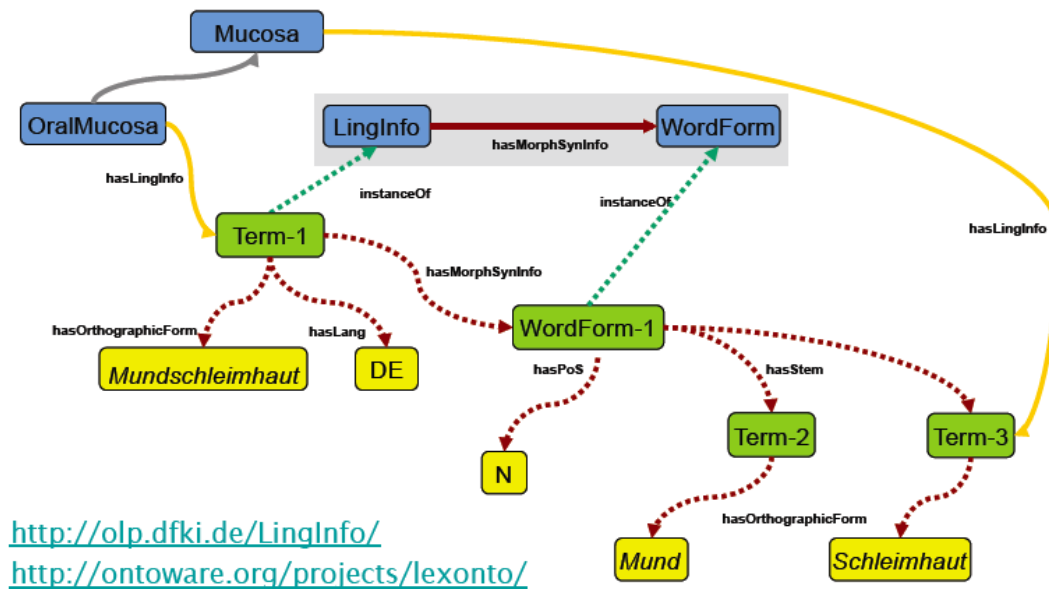 Mucosa
OralMucosa
LingInfo
WordForm
hasMorphSynInfo
hasLingInfo
instanceOf
instanceOf
hasLingInfo
Term-1
hasMorphSynInfo
hasOrthographicForm
hasLang
WordForm-1
Mundschleimhaut
DE
hasPoS
hasStem
Term-2
Term-3
N
hasOrthographicForm
http://olp.dfki.de/LingInfo/
Mund
Schleimhaut
http://ontoware.org/projects/lexonto/